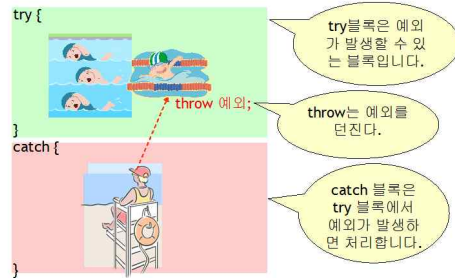 try {
throw 예외;
}
catch {
}
try블록은 예외
가 발생할 수 있
는 블록입니다.
throw는 예외를
던진다.
catch 블록은
try 블록에서
예외가 발생하
면 처리합니다.